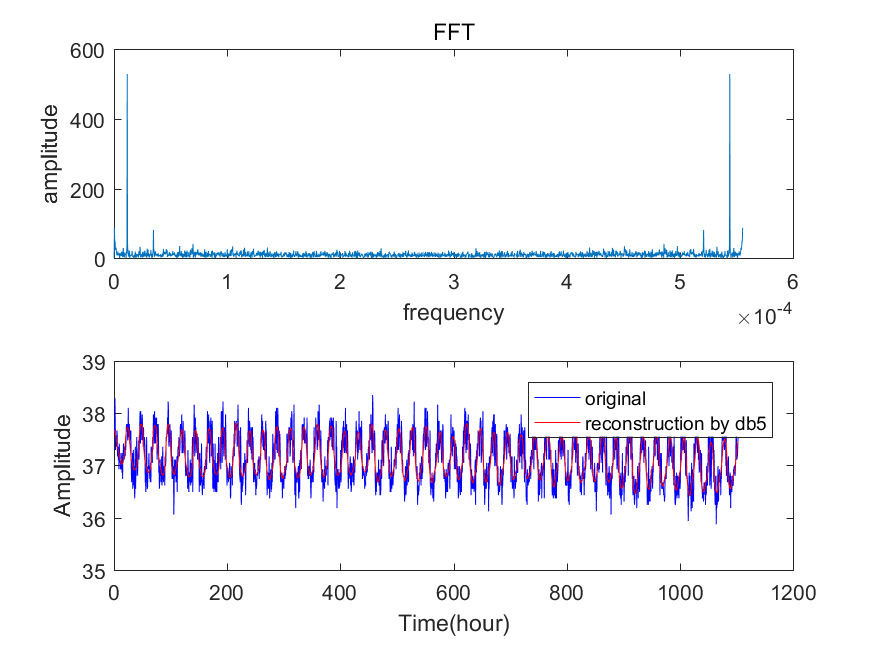 FFT
600
400
200
0
amplitude
0 1 2 3 4 5 6
frequency
×10-4
39
38
37
36
35
Amplitude
original
reconstruction by db5
0 200 400 600 800 1000 1200
Time(hour)